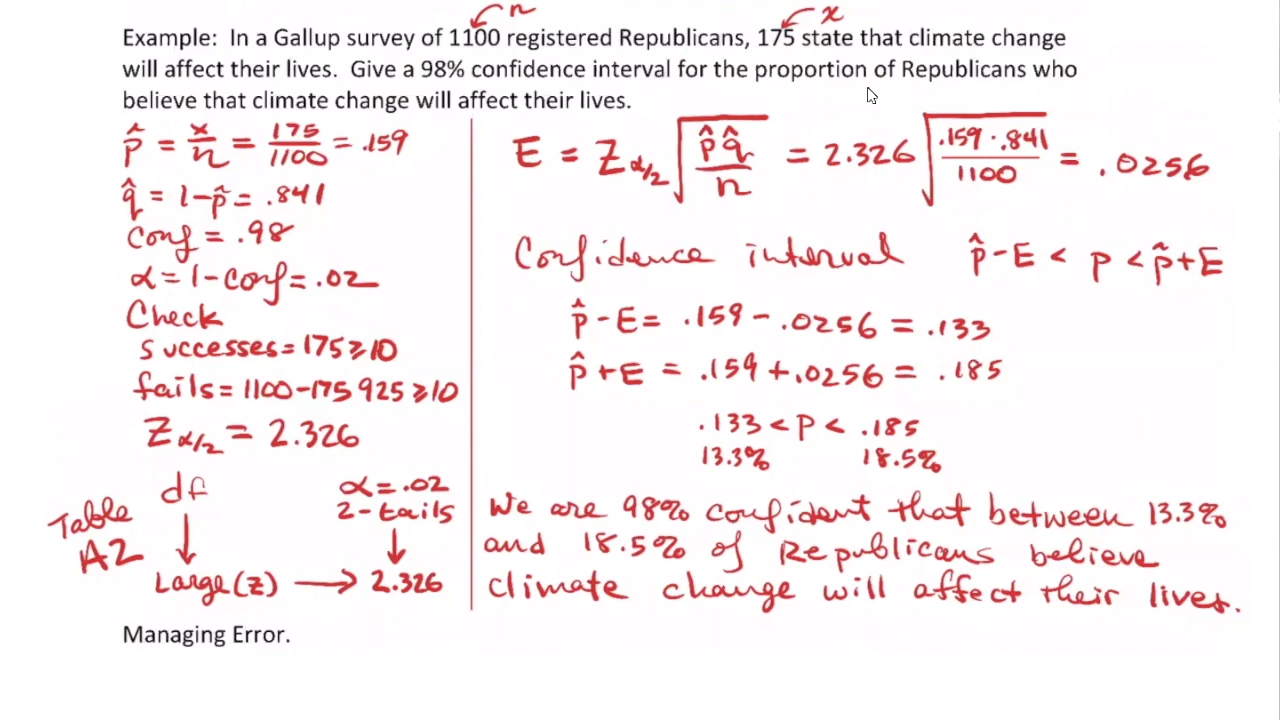 n
x
Example: In a Gallup survey of 1100 registered Republicans, 175 state that climate change
will affect their lives. Give a 98% confidence interval for the proportion of Republicans who
believe that climate change will affect their lives.
p̂ = x/n = 175/1100 = .159
q̂ = 1-p̂ = .841
Conf = .98
α = 1-Conf = .02
Check
Successes = 175 ≥ 10
fails = 1100-175 925 ≥ 10
Z α/2 = 2.326
Table
A2
df
α = .02
2-tails
Large (z) → 2.326
E = Z α/2 √(p̂q̂/n) = 2.326 √(.159 · .841/1100) = .0256
Confidence interval p̂-E < p < p̂+E
p̂-E = .159 - .0256 = .133
p̂+E = .159 + .0256 = .185
.133 < p < .185
13.3% 18.5%
We are 98% confident that between 13.3%
and 18.5% of Republicans believe
climate change will affect their lives.
Managing Error.